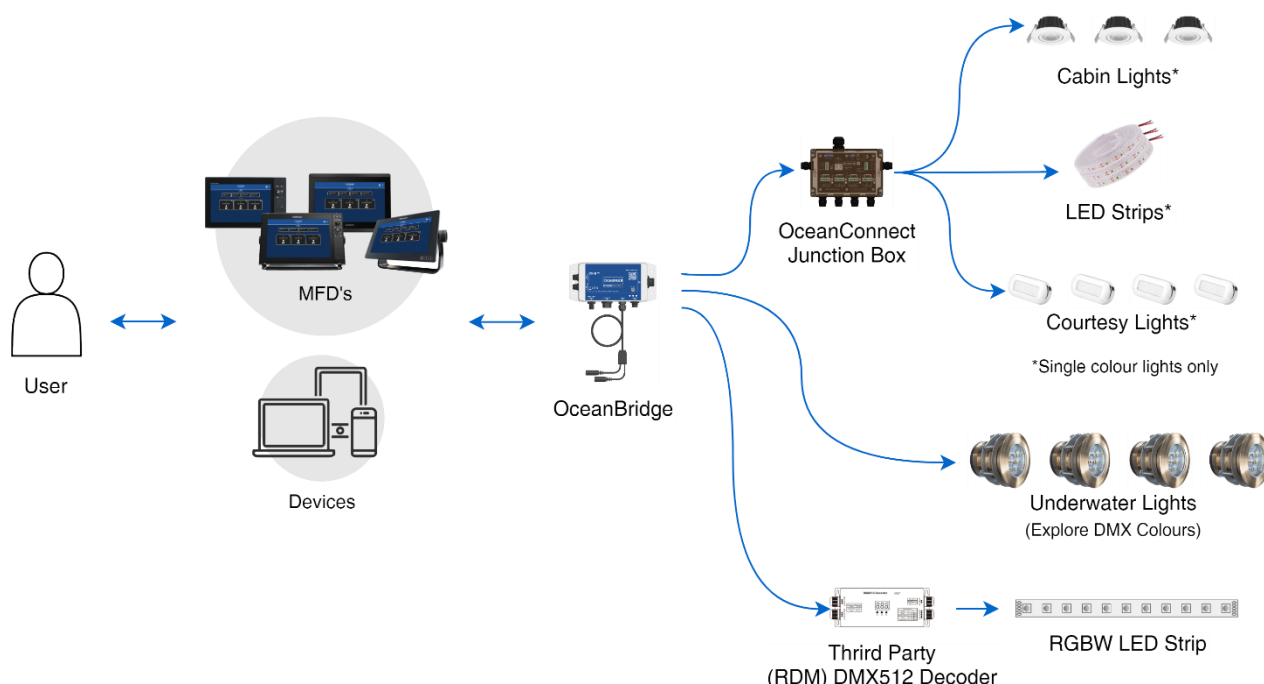 Cabin Lights*
LED Strips*
OceanConnect
Junction Box
MFD's
Courtesy Lights*
*Single colour lights only
User
OceanBridge
Devices
Underwater Lights
(Explore DMX Colours)
Thrird Party
(RDM) DMX512 Decoder
RGBW LED Strip